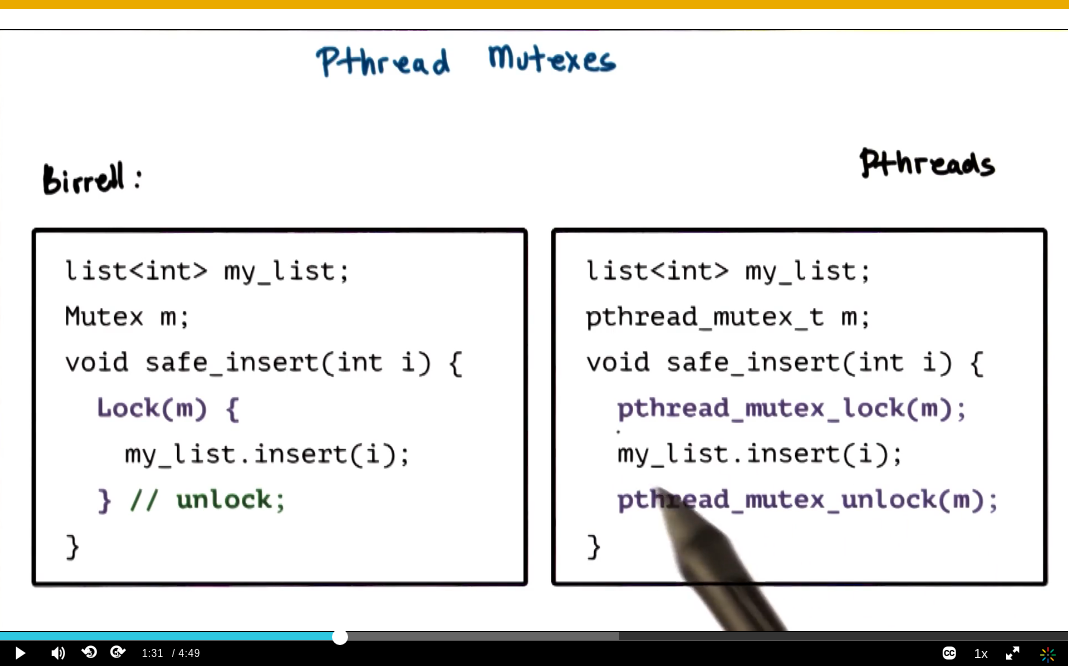 Pthread Mutexes
Birrell:
Pthreads
list<int> my_list;
Mutex m;
void safe_insert(int i) {
Lock(m) {
my_list.insert(i);
} // unlock;
}
list<int> my_list;
pthread_mutex_t m;
void safe_insert(int i) {
pthread_mutex_lock(m);
my_list.insert(i);
pthread_mutex_unlock(m);
}
1:31 / 4:49
CC
1x